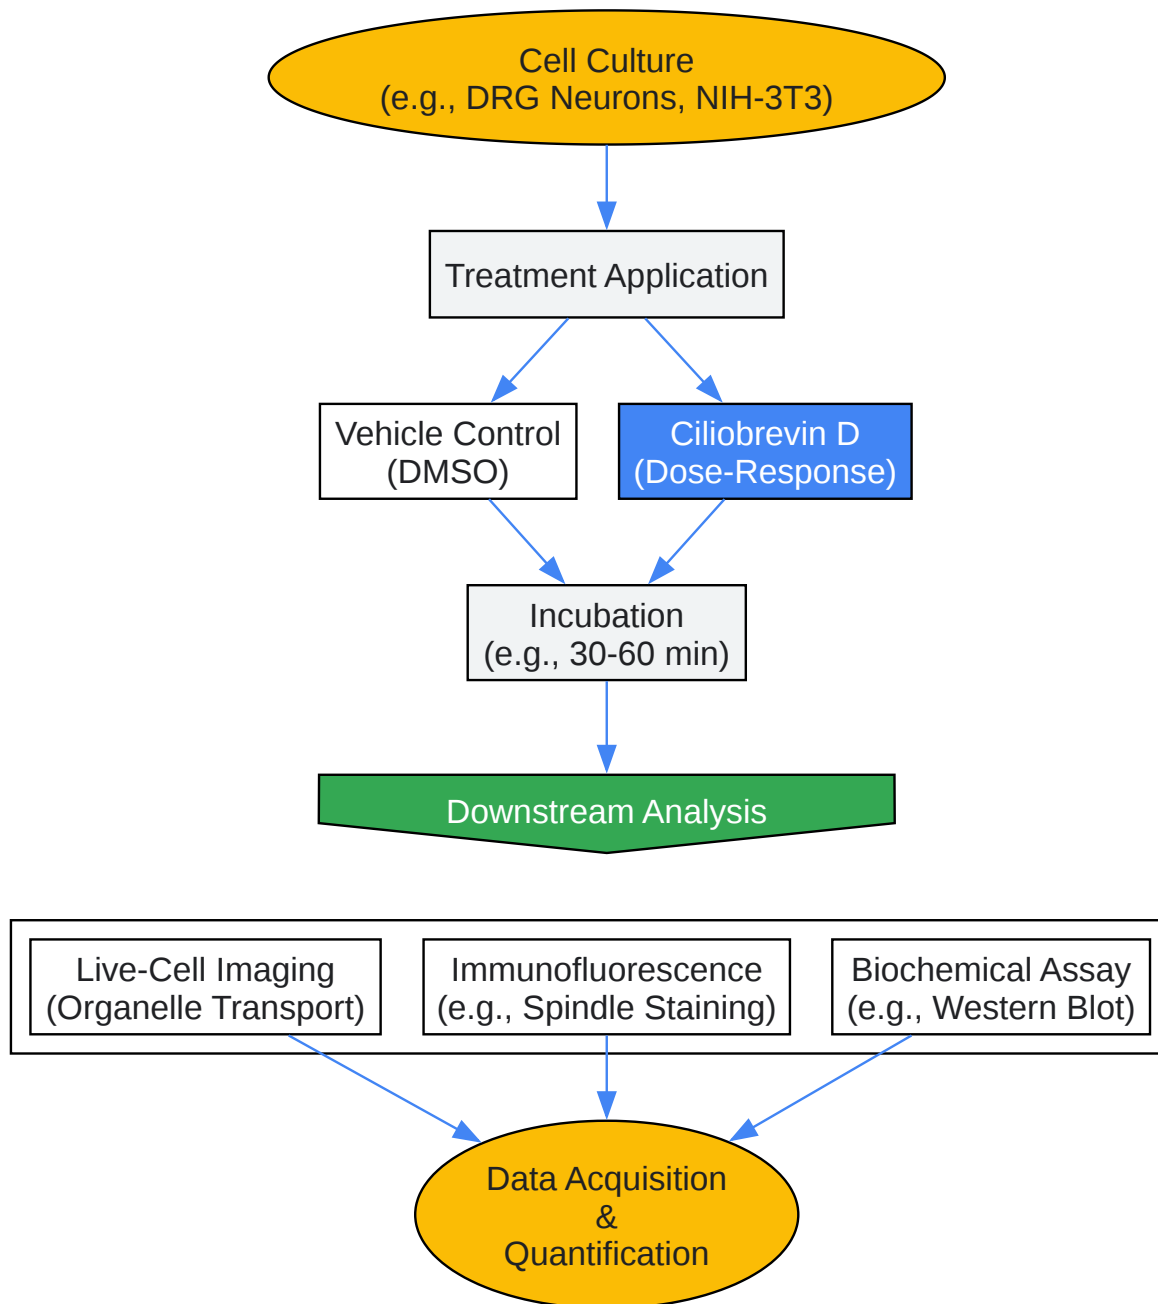 Cell Culture
(e.g., DRG Neurons, NIH-3T3)
Treatment Application
Vehicle Control
(DMSO)
Ciliobrevin D
(Dose-Response)
Incubation
(e.g., 30-60 min)
Downstream Analysis
Live-Cell Imaging
(Organelle Transport)
Immunofluorescence
(e.g., Spindle Staining)
Biochemical Assay
(e.g., Western Blot)
Data Acquisition
&
Quantification